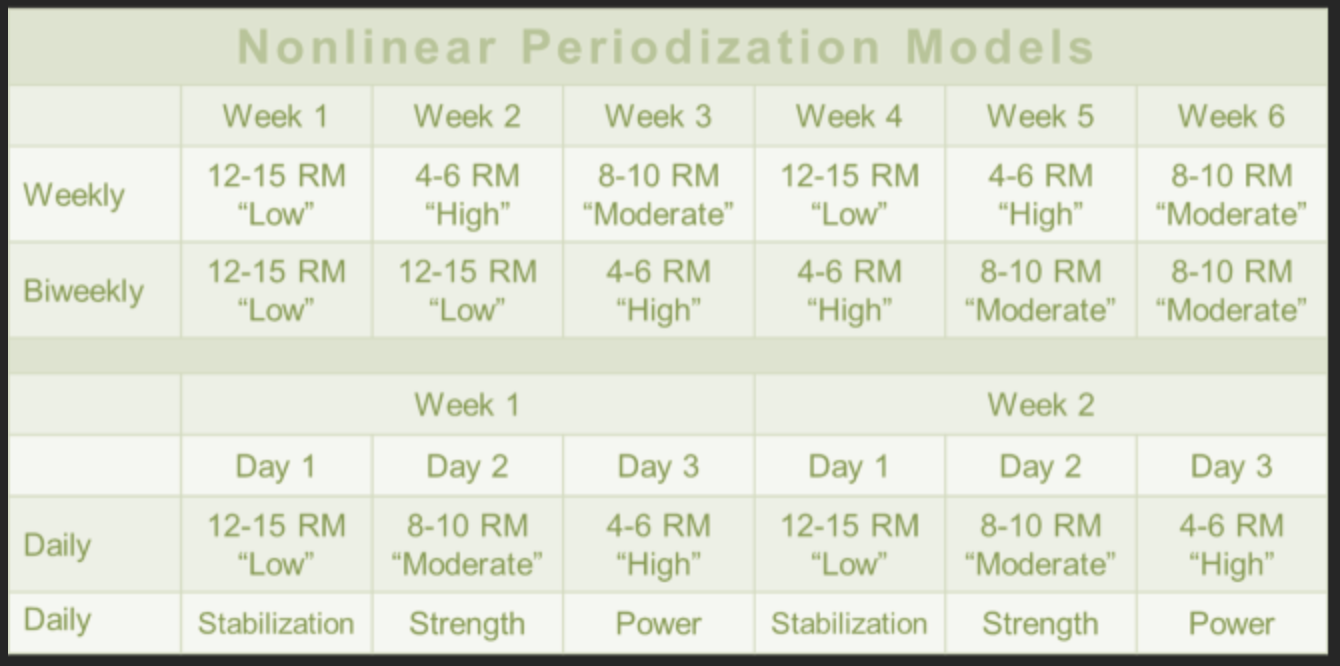 Nonlinear Periodization Models
Week 1 Week 2 Week 3 Week 4 Week 5 Week 6
Weekly
12-15 RM 4-6 RM 8-10 RM 12-15 RM 4-6 RM 8-10 RM
“Low” “High” “Moderate” “Low” “High” “Moderate”
Biweekly
12-15 RM 12-15 RM 4-6 RM 4-6 RM 8-10 RM 8-10 RM
“Low” “Low” “High” “High” “Moderate” “Moderate”
Week 1 Week 2
Day 1 Day 2 Day 3 Day 1 Day 2 Day 3
Daily
12-15 RM 8-10 RM 4-6 RM 12-15 RM 8-10 RM 4-6 RM
“Low” “Moderate” “High” “Low” “Moderate” “High”
Daily Stabilization Strength Power Stabilization Strength Power